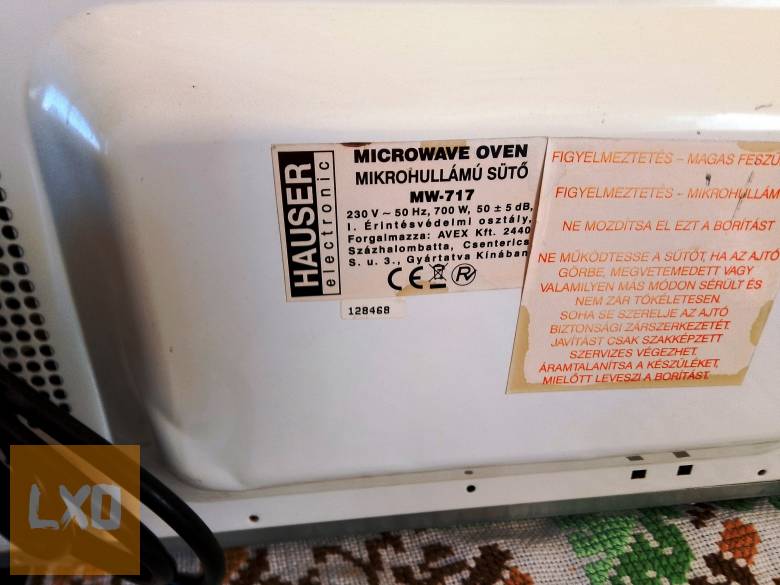 HAUSER
electronic
MICROWAVE OVEN
MIKROHULLÁMÚ SÜTŐ
MW-717
230 V ~ 50 Hz, 700 W, 50 ± 5 dB,
I. Érintésvédelmi osztály,
Forgalmazza: AVEX Kft. 2440
Százhalombatta, Csenterics
S. u. 3., Gyártatva Kínában
CE
128468
FIGYELMEZTETÉS - MAGAS FESZÜ
FIGYELMEZTETÉS - MIKROHULLÁM
NE MOZDÍTSA EL EZT A BORÍTÁST
NE MŰKÖDTESSE A SÜTŐT, HA AZ AJTÓ
GÖRBE, MEGVETEMEDETT VAGY
VALAMILYEN MÁS MÓDON SÉRÜLT ÉS
NEM ZÁR TÖKÉLETESEN.
SOHA SE SZERELJE AZ AJTÓ
BIZTONSÁGI ZÁRSZERKEZETÉT.
JAVÍTÁST CSAK SZAKKÉPZETT
SZERVIZES VÉGEZHET.
ÁRAMTALANÍTSA A KÉSZÜLÉKET,
MIELŐTT LEVESZI A BORÍTÁST.
LXO